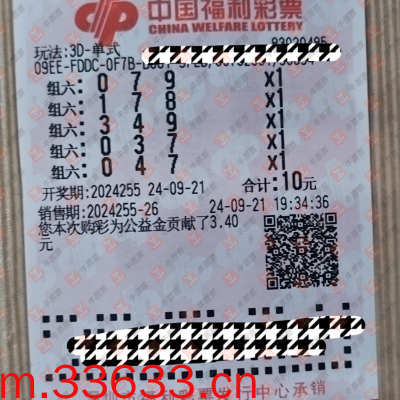 中国福利彩票
CHINA WELFARE LOTTERY
玩法:3D-单式
组六: 0 7 9 X1
组六: 1 7 8 X1
组六: 3 4 9 X1
组六: 0 3 7 X1
组六: 0 4 7 X1
开奖期:2024255 24-09-21 合计:10元
销售期:2024255-26 24-09-21 19:34:36
您本次购彩为公益金贡献了3.40
元
m.33633.cn
中心承销